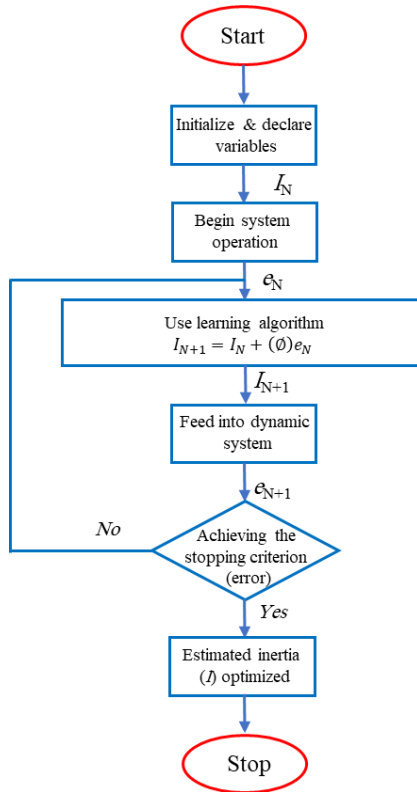 Start
Initialize & declare
variables
I_N
Begin system
operation
e_N
Use learning algorithm
I_{N+1} = I_N + (∅)e_N
I_{N+1}
Feed into dynamic
system
e_{N+1}
No
Achieving the
stopping criterion
(error)
Yes
Estimated inertia
(I) optimized
Stop